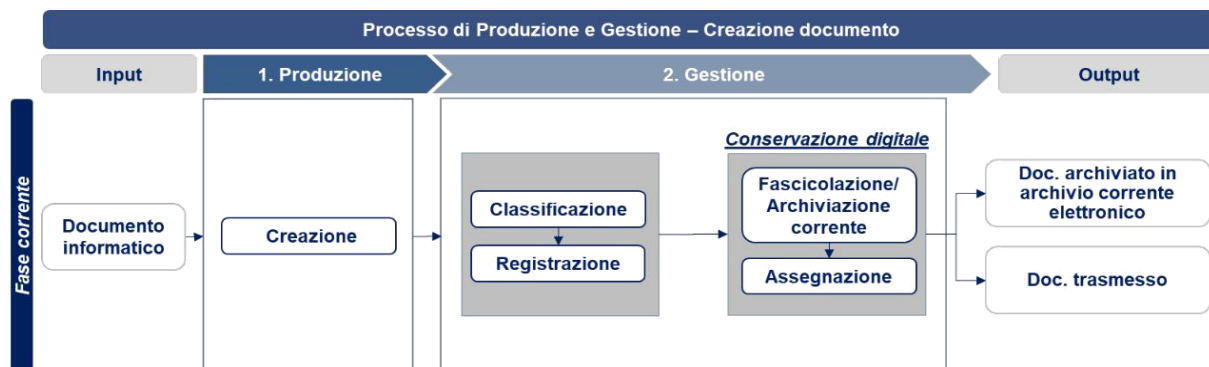 Processo di Produzione e Gestione – Creazione documento
Input
1. Produzione
2. Gestione
Output
Fase corrente
Documento
informatico
Creazione
Classificazione
Registrazione
Conservazione digitale
Fascicolazione/
Archiviazione
corrente
Assegnazione
Doc. archiviato in
archivio corrente
elettronico
Doc. trasmesso